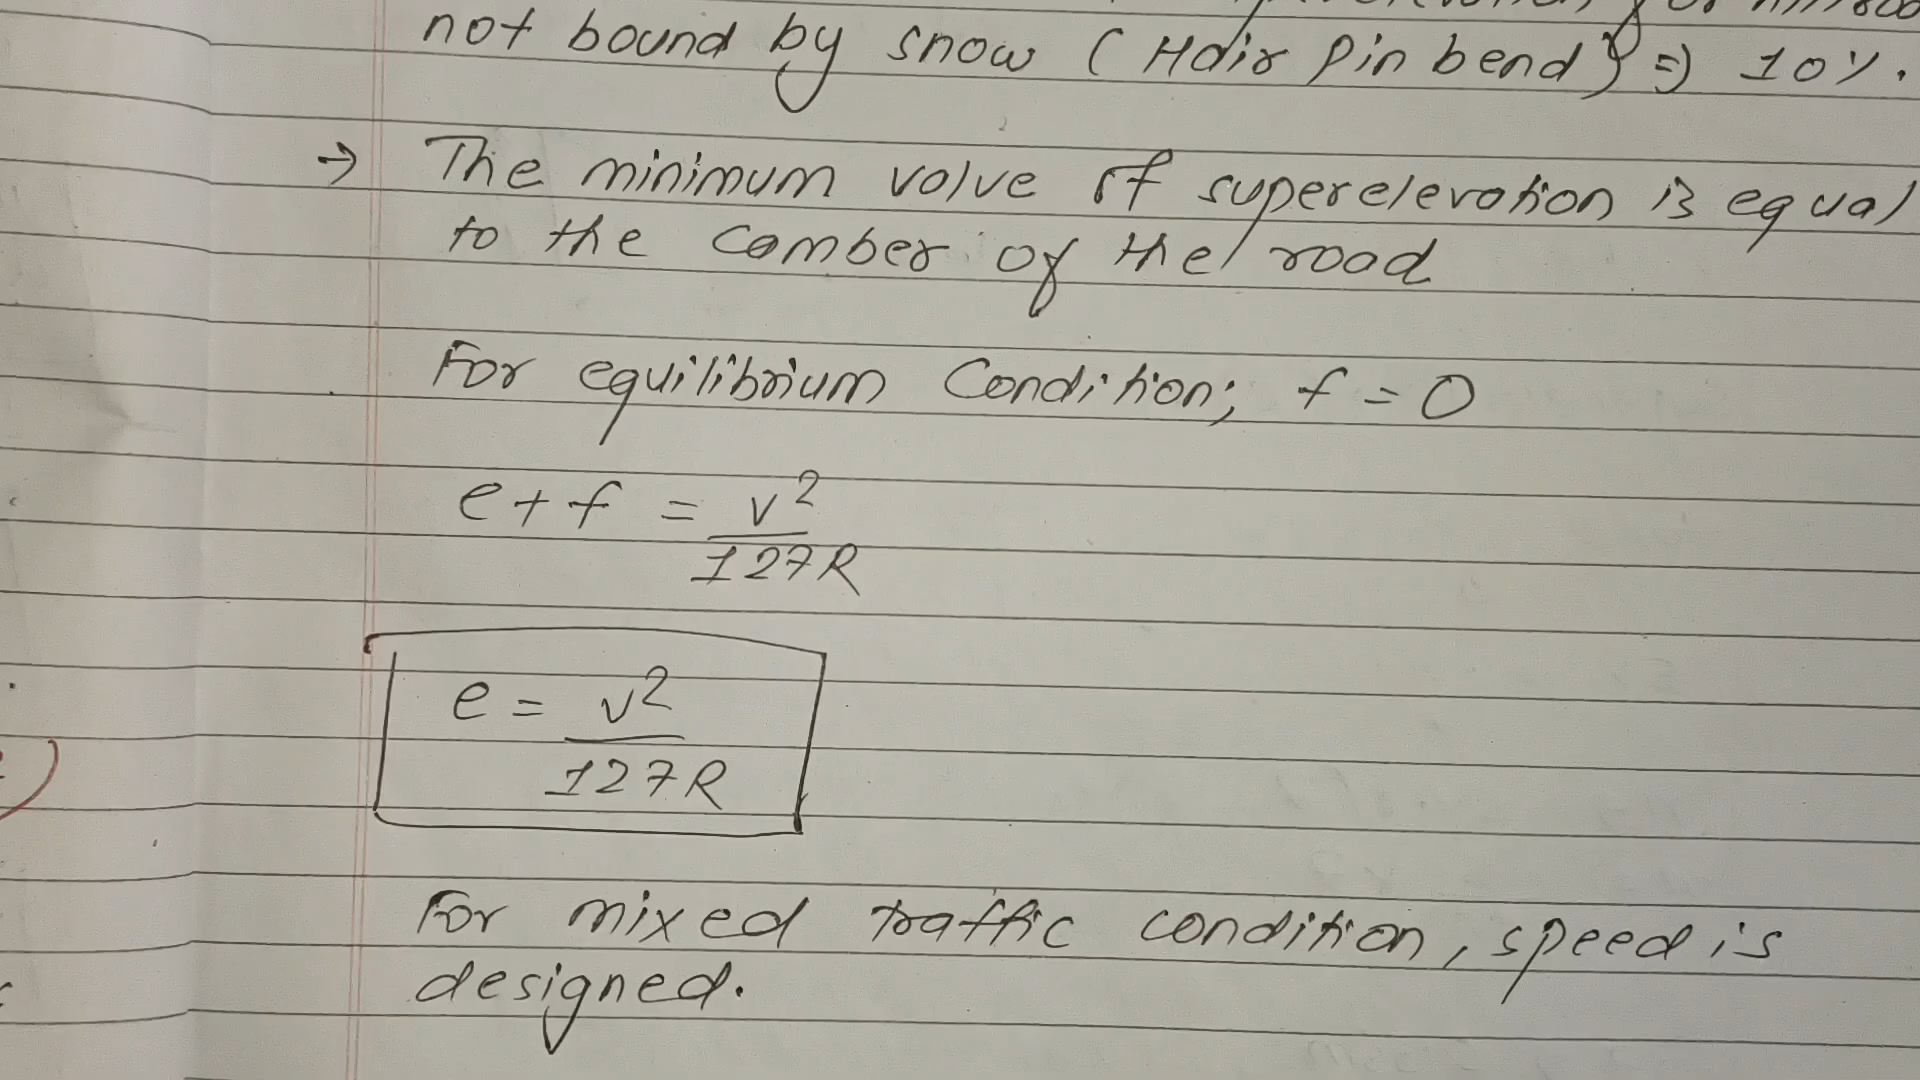 not bound by snow (Hair Pin bend) => 10%.
→ The minimum value of superelevation is equal
to the camber of the road
For equilibrium Condition; f = 0
e + f = v²
127R
e = v²
127R
For mixed traffic condition, speed is
designed.